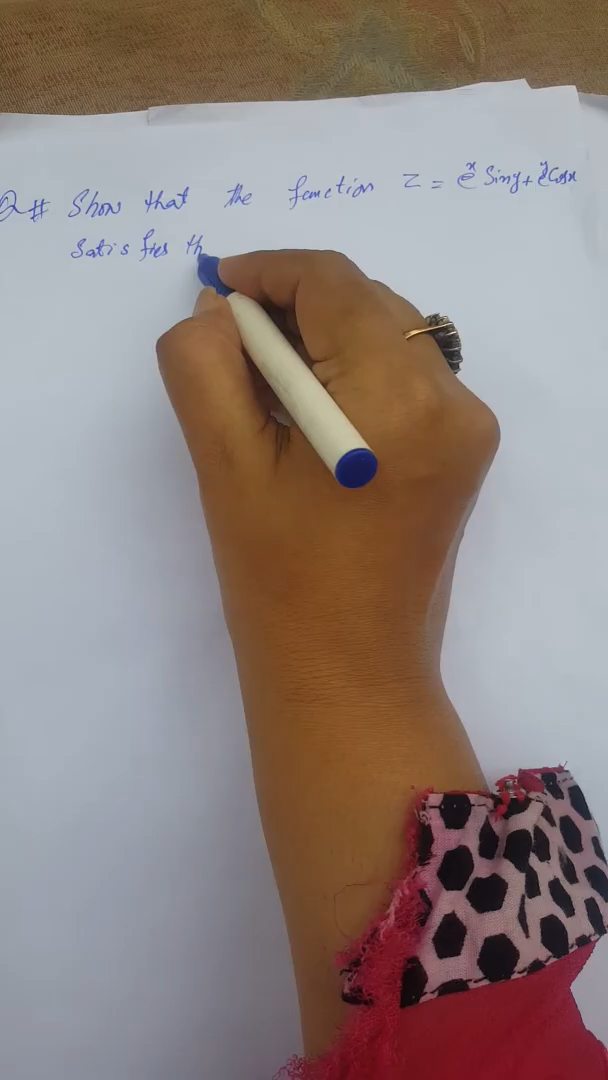 Q# Show that the function z = e^x Siny + e^y Cosx
Satisfies th